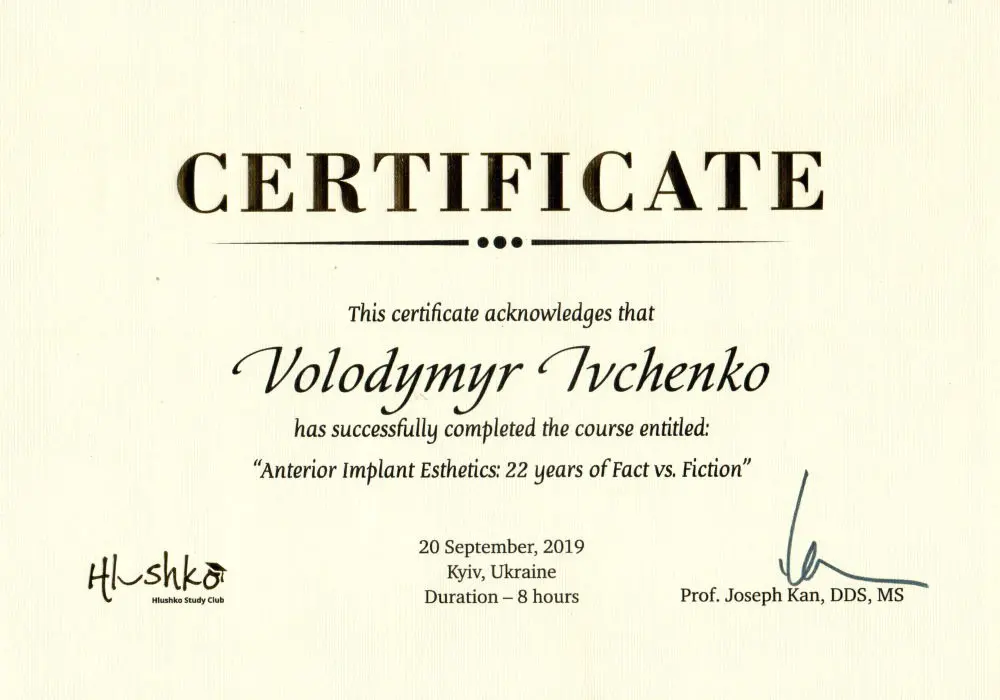 CERTIFICATE
This certificate acknowledges that
Volodymyr Ivchenko
has successfully completed the course entitled:
“Anterior Implant Esthetics: 22 years of Fact vs. Fiction”
Hlushko
Hlushko Study Club
20 September, 2019
Kyiv, Ukraine
Duration – 8 hours
Prof. Joseph Kan, DDS, MS